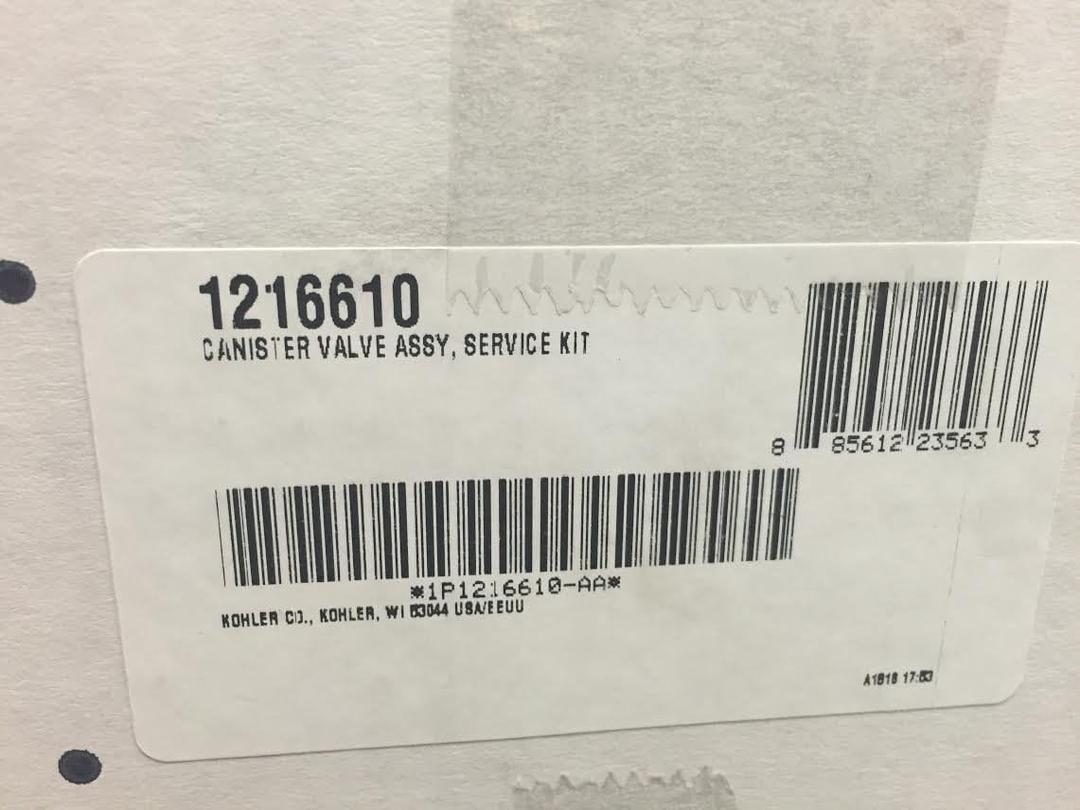 1216610
CANISTER VALVE ASSY, SERVICE KIT
8 85612 23563 3
*1P1216610-AA*
KOHLER CO., KOHLER, WI 53044 USA/EEUU
17:53